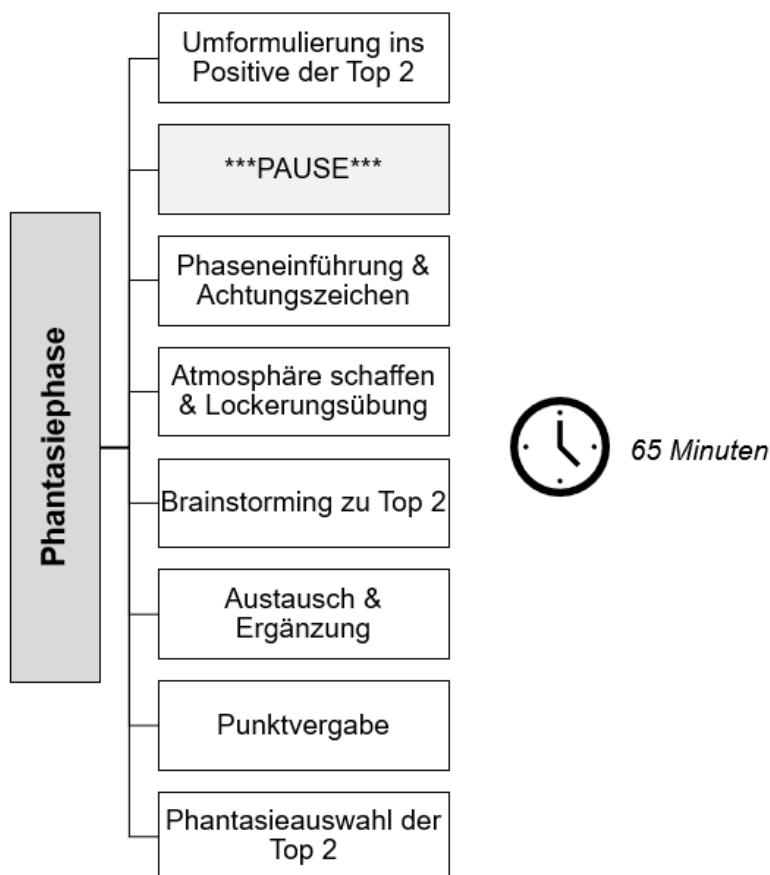 Umformulierung ins
Positive der Top 2
***PAUSE***
Phaseneinführung &
Achtungszeichen
Atmosphäre schaffen
& Lockerungsübung
Brainstorming zu Top 2
Austausch &
Ergänzung
Punktvergabe
Phantasieauswahl der
Top 2
Phantasiephase
65 Minuten